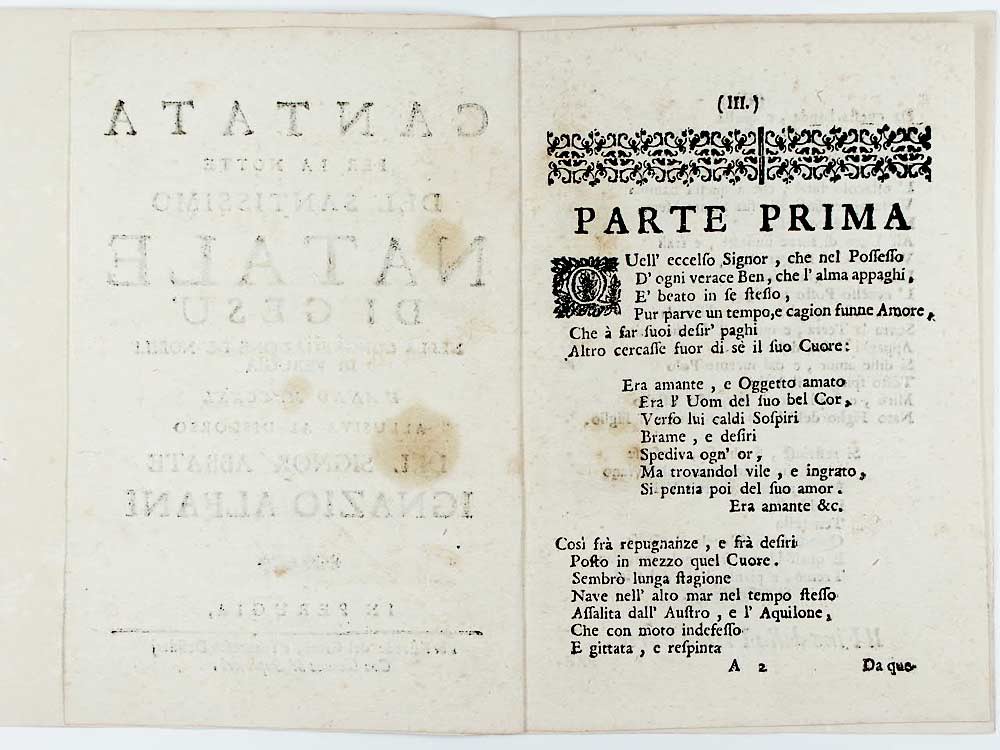 CANTATA
PER LA NOTTE
DEL SANTISSIMO
NATALE
DI GESU'
DI PERUGIA
ALLUSIVA AL DISCORSO
DEL SIGNOR ABBATE
IGNAZIO ALFANI
IN PERUGIA,
(III.)
PARTE PRIMA
QUell' eccelſo Signor, che nel Poſſeſſo
D' ogni verace Ben, che l' alma appaghi,
E' beato in ſe ſteſſo,
Pur parve un tempo, e cagion funne Amore,
Che à far ſuoi deſir' paghi
Altro cercaſſe fuor di sè il ſuo Cuore:
Era amante, e Oggetto amato
Era l' Uom del ſuo bel Cor,
Verſo lui caldi Soſpiri
Brame, e deſiri
Spediva ogn' or,
Ma trovandol vile, e ingrato,
Si pentia poi del ſuo amor.
Era amante &c.
Così frà repugnanze, e frà deſiri
Poſto in mezzo quel Cuore.
Sembrò lunga ſtagione
Nave nell' alto mar nel tempo ſteſſo
Aſſalita dall' Auſtro, e l' Aquilone,
Che con moto indefeſſo
E gittata, e reſpinta
A 2 Da que-